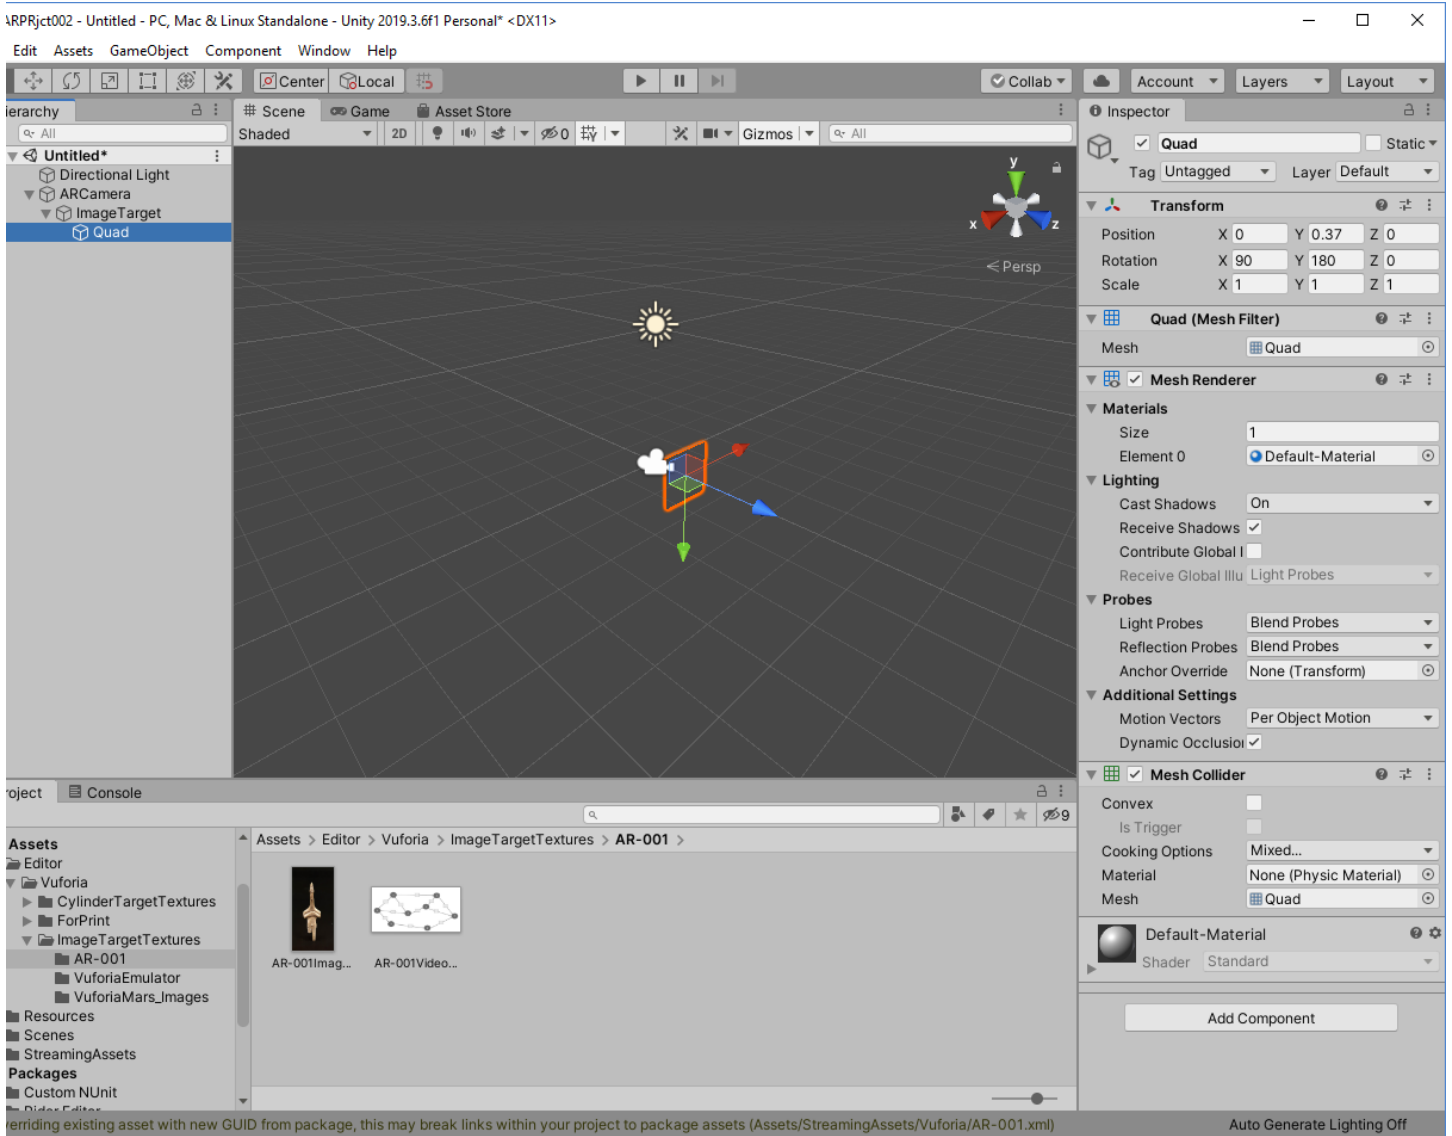 ARPRjct002 - Untitled - PC, Mac & Linux Standalone - Unity 2019.3.6f1 Personal* <DX11>
Edit Assets GameObject Component Window Help
Center Local Collab Account Layers Layout
ierarchy
All
Untitled*
Directional Light
ARCamera
ImageTarget
Quad
Scene Game Asset Store
Shaded 2D 0 Gizmos All
y
x z
Persp
Inspector
Quad Static
Tag Untagged Layer Default
Transform
Position X 0 Y 0.37 Z 0
Rotation X 90 Y 180 Z 0
Scale X 1 Y 1 Z 1
Quad (Mesh Filter)
Mesh Quad
Mesh Renderer
Materials
Size 1
Element 0 Default-Material
Lighting
Cast Shadows On
Receive Shadows
Contribute Global I
Receive Global Illu Light Probes
Probes
Light Probes Blend Probes
Reflection Probes Blend Probes
Anchor Override None (Transform)
Additional Settings
Motion Vectors Per Object Motion
Dynamic Occlusion
Mesh Collider
Convex
Is Trigger
Cooking Options Mixed...
Material None (Physic Material)
Mesh Quad
Default-Material
Shader Standard
Add Component
roject Console
9
Assets
Editor
Vuforia
CylinderTargetTextures
ForPrint
ImageTargetTextures
AR-001
VuforiaEmulator
VuforiaMars_Images
Resources
Scenes
StreamingAssets
Packages
Custom NUnit
Rider Editor
Assets > Editor > Vuforia > ImageTargetTextures > AR-001 >
AR-001Imag... AR-001Video...
verriding existing asset with new GUID from package, this may break links within your project to package assets (Assets/StreamingAssets/Vuforia/AR-001.xml)
Auto Generate Lighting Off